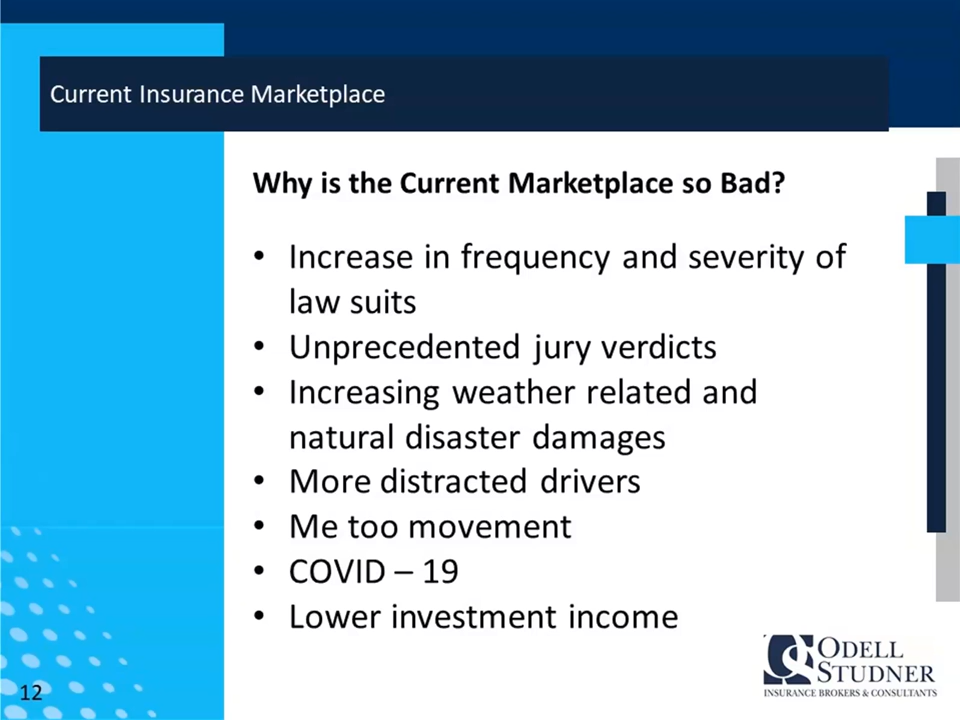 Current Insurance Marketplace
Why is the Current Marketplace so Bad?
• Increase in frequency and severity of
law suits
• Unprecedented jury verdicts
• Increasing weather related and
natural disaster damages
• More distracted drivers
• Me too movement
• COVID – 19
• Lower investment income
12
ODELL
STUDNER
INSURANCE BROKERS & CONSULTANTS